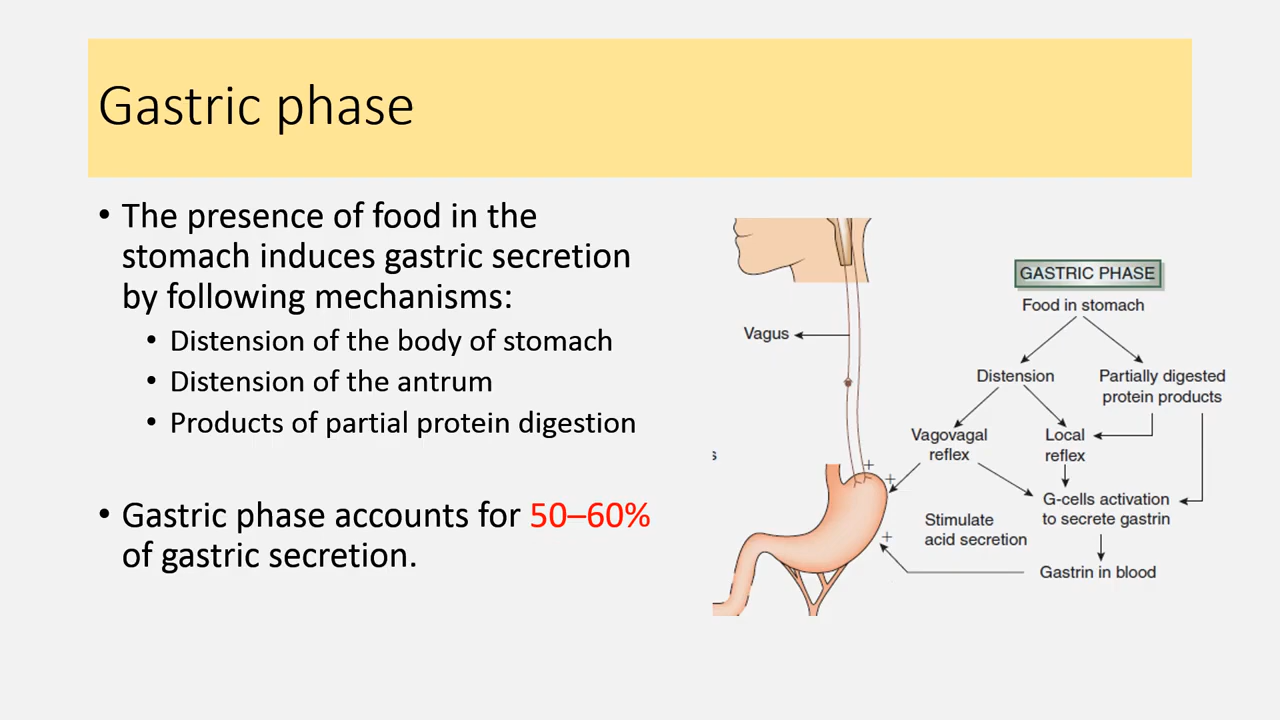 Gastric phase
• The presence of food in the
stomach induces gastric secretion
by following mechanisms:
• Distension of the body of stomach
• Distension of the antrum
• Products of partial protein digestion
• Gastric phase accounts for 50–60%
of gastric secretion.
GASTRIC PHASE
Food in stomach
Vagus
Distension
Partially digested
protein products
Vagovagal
reflex
Local
reflex
s
G-cells activation
to secrete gastrin
Stimulate
acid secretion
Gastrin in blood
+
+
+